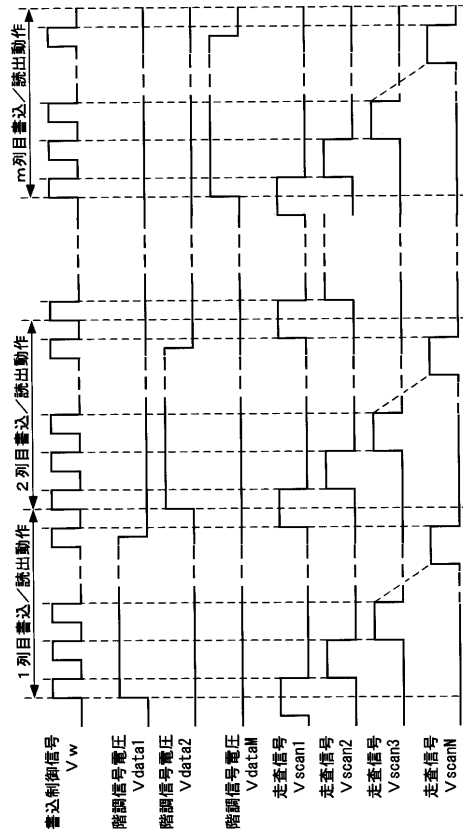 1列目書込/読出動作
2列目書込/読出動作
m列目書込/読出動作
書込制御信号
Vw
階調信号電圧
Vdata1
階調信号電圧
Vdata2
階調信号電圧
VdataM
走査信号
Vscan1
走査信号
Vscan2
走査信号
Vscan3
走査信号
VscanN